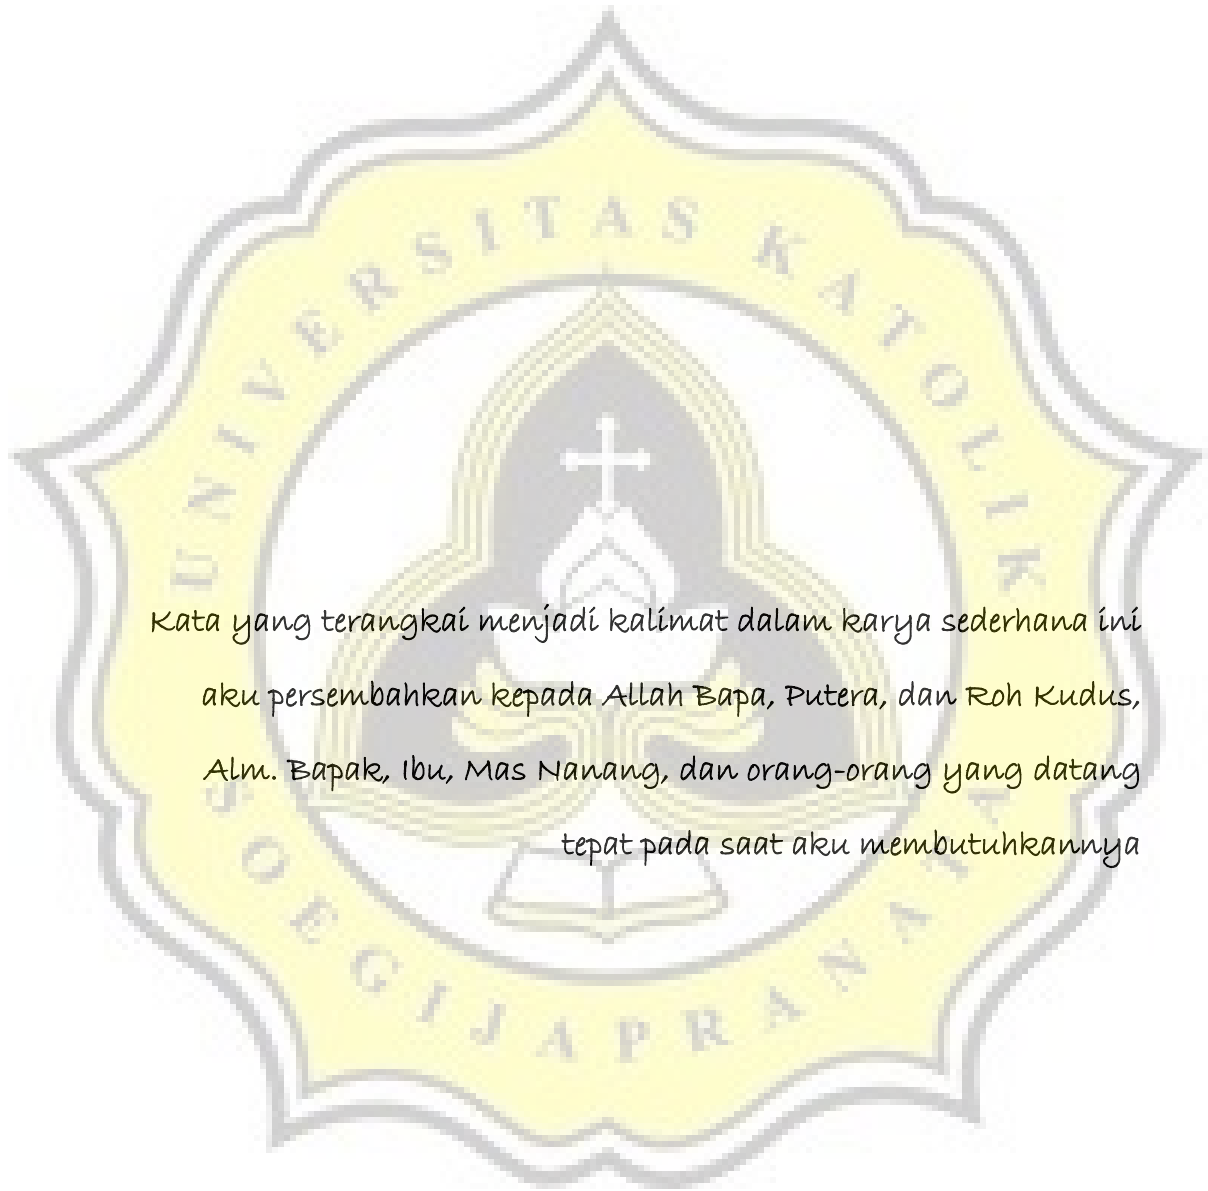 UNIVERSITAS KATOLIK
Kata yang terangkai menjadi kalimat dalam karya sederhana ini
aku persembahkan kepada Allah Bapa, Putera, dan Roh Kudus,
Alm. Bapak, Ibu, Mas Nanang, dan orang-orang yang datang
tepat pada saat aku membutuhkannya
SOEGIJAPRANATA